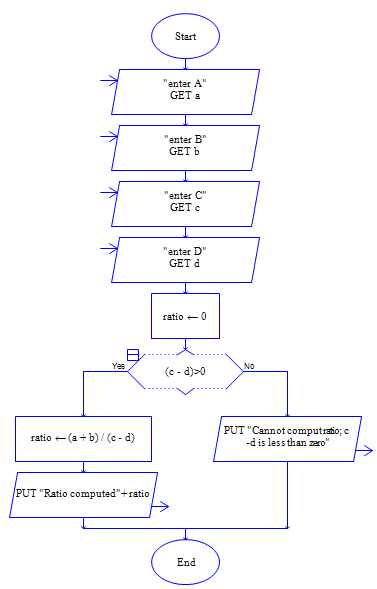 Start
"enter A"
GET a
"enter B"
GET b
"enter C"
GET c
"enter D"
GET d
ratio ← 0
Yes
(c - d)>0
No
ratio ← (a + b) / (c - d)
PUT "Cannot computratio; c
-d is less than zero"
PUT "Ratio computed"+ratio
End